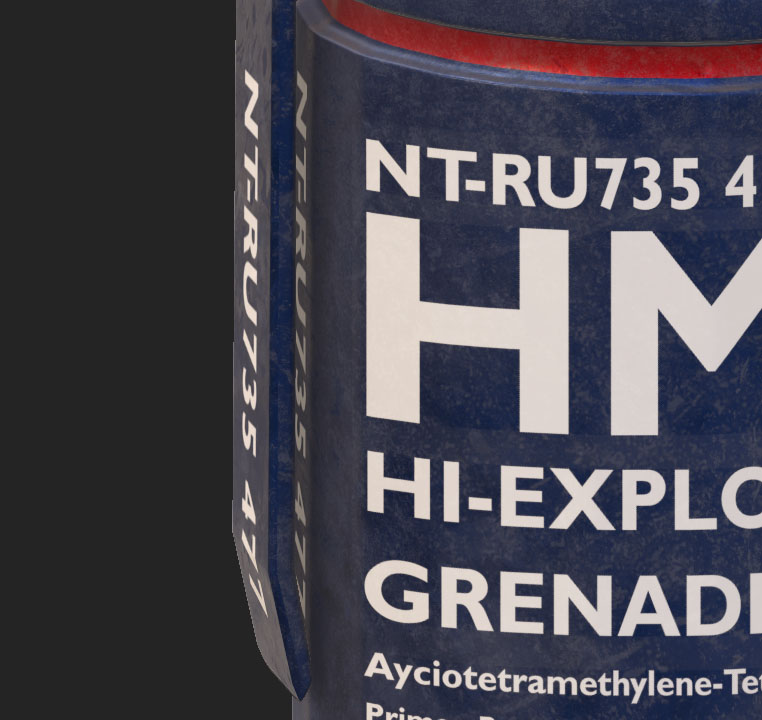 NT-RU735 477
NT-RU735 477
NT-RU735 4
HM
HI-EXPLO
GRENAD
Ayciotetramethylene-Tet